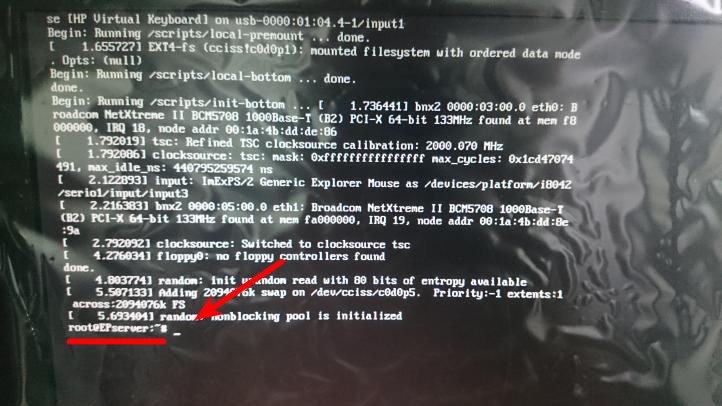 se [HP Virtual Keyboard] on usb-0000:01:04.4-1/input1
Begin: Running /scripts/local-premount ... done.
[    1.655727] EXT4-fs (cciss!c0d0p1): mounted filesystem with ordered data mode
. Opts: (null)
Begin: Running /scripts/local-bottom ... done.
done.
Begin: Running /scripts/init-bottom ... [    1.736441] bnx2 0000:03:00.0 eth0: B
roadcom NetXtreme II BCM5708 1000Base-T (B2) PCI-X 64-bit 133MHz found at mem f8
000000, IRQ 18, node addr 00:1a:4b:dd:de:86
[    1.792019] tsc: Refined TSC clocksource calibration: 2000.070 MHz
[    1.792086] clocksource: tsc: mask: 0xffffffffffffffff max_cycles: 0x1cd47074
491, max_idle_ns: 440795259574 ns
[    2.122893] input: ImExPS/2 Generic Explorer Mouse as /devices/platform/i8042
/serio1/input/input3
[    2.216383] bnx2 0000:05:00.0 eth1: Broadcom NetXtreme II BCM5708 1000Base-T
(B2) PCI-X 64-bit 133MHz found at mem fa000000, IRQ 19, node addr 00:1a:4b:dd:8e
:9a
[    2.792092] clocksource: Switched to clocksource tsc
[    4.276034] floppy0: no floppy controllers found
done.
[    4.803774] random: init urandom read with 80 bits of entropy available
[    5.507133] Adding 2094076k swap on /dev/cciss/c0d0p5.  Priority:-1 extents:1
across:2094076k FS
[    5.693404] random: nonblocking pool is initialized
root@EPserver:~# _